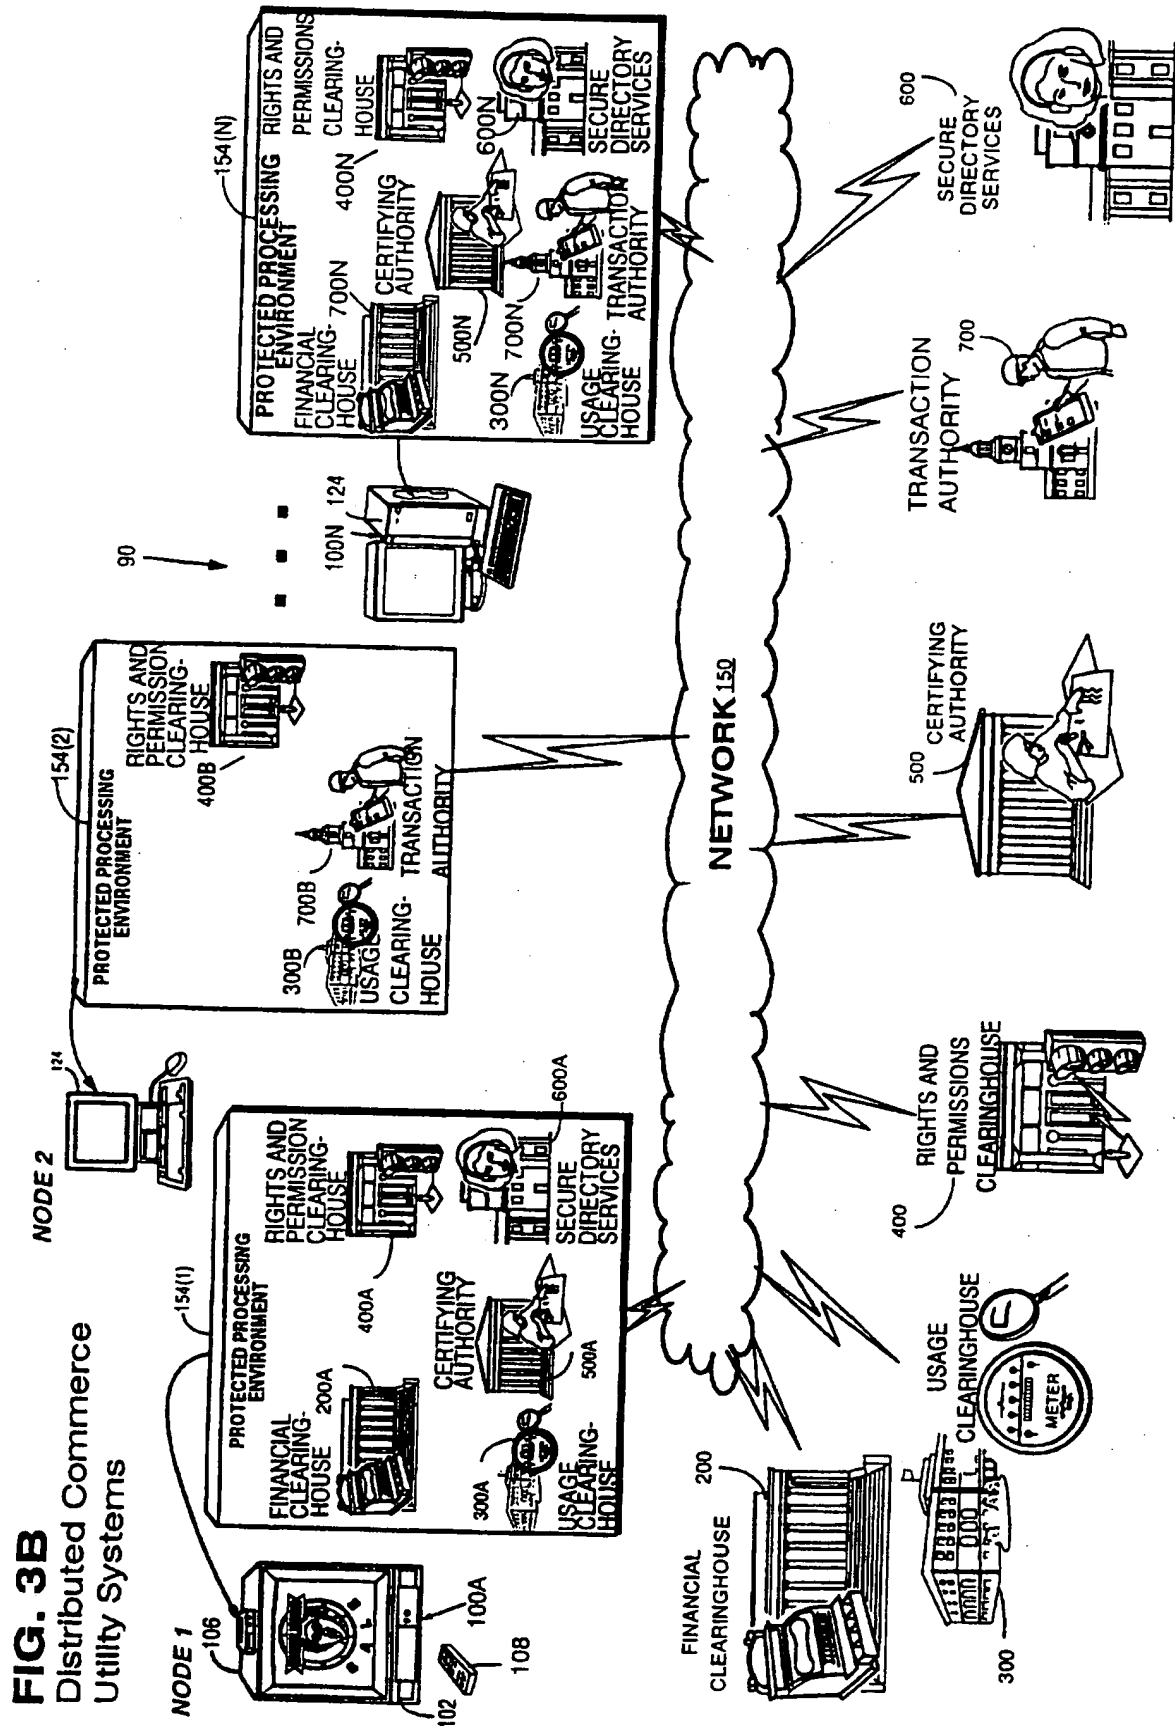 FIG. 3B
Distributed Commerce
Utility Systems
NODE 1
106
102
100A
108
154(1)
PROTECTED PROCESSING
ENVIRONMENT
FINANCIAL
CLEARING-
HOUSE
200A
RIGHTS AND
PERMISSION
CLEARING-
HOUSE
400A
300A
USAGE
CLEARING-
HOUSE
CERTIFYING
AUTHORITY
500A
600A
SECURE
DIRECTORY
SERVICES
NODE 2
124
154(2)
PROTECTED PROCESSING
ENVIRONMENT
RIGHTS AND
PERMISSION
CLEARING-
HOUSE
400B
300B
USAGE
CLEARING-
HOUSE
700B
TRANSACTION
AUTHORITY
90
100N
124
154(N)
PROTECTED PROCESSING
ENVIRONMENT
FINANCIAL
CLEARING-
HOUSE
700N
RIGHTS AND
PERMISSIONS
CLEARING-
HOUSE
400N
CERTIFYING
AUTHORITY
500N
600N
SECURE
DIRECTORY
SERVICES
300N
USAGE
CLEARING-
HOUSE
700N
TRANSACTION
AUTHORITY
NETWORK 150
FINANCIAL
CLEARINGHOUSE
200
USAGE
CLEARINGHOUSE
METER
300
RIGHTS AND
PERMISSIONS
CLEARINGHOUSE
400
500
CERTIFYING
AUTHORITY
TRANSACTION
AUTHORITY
700
600
SECURE
DIRECTORY
SERVICES